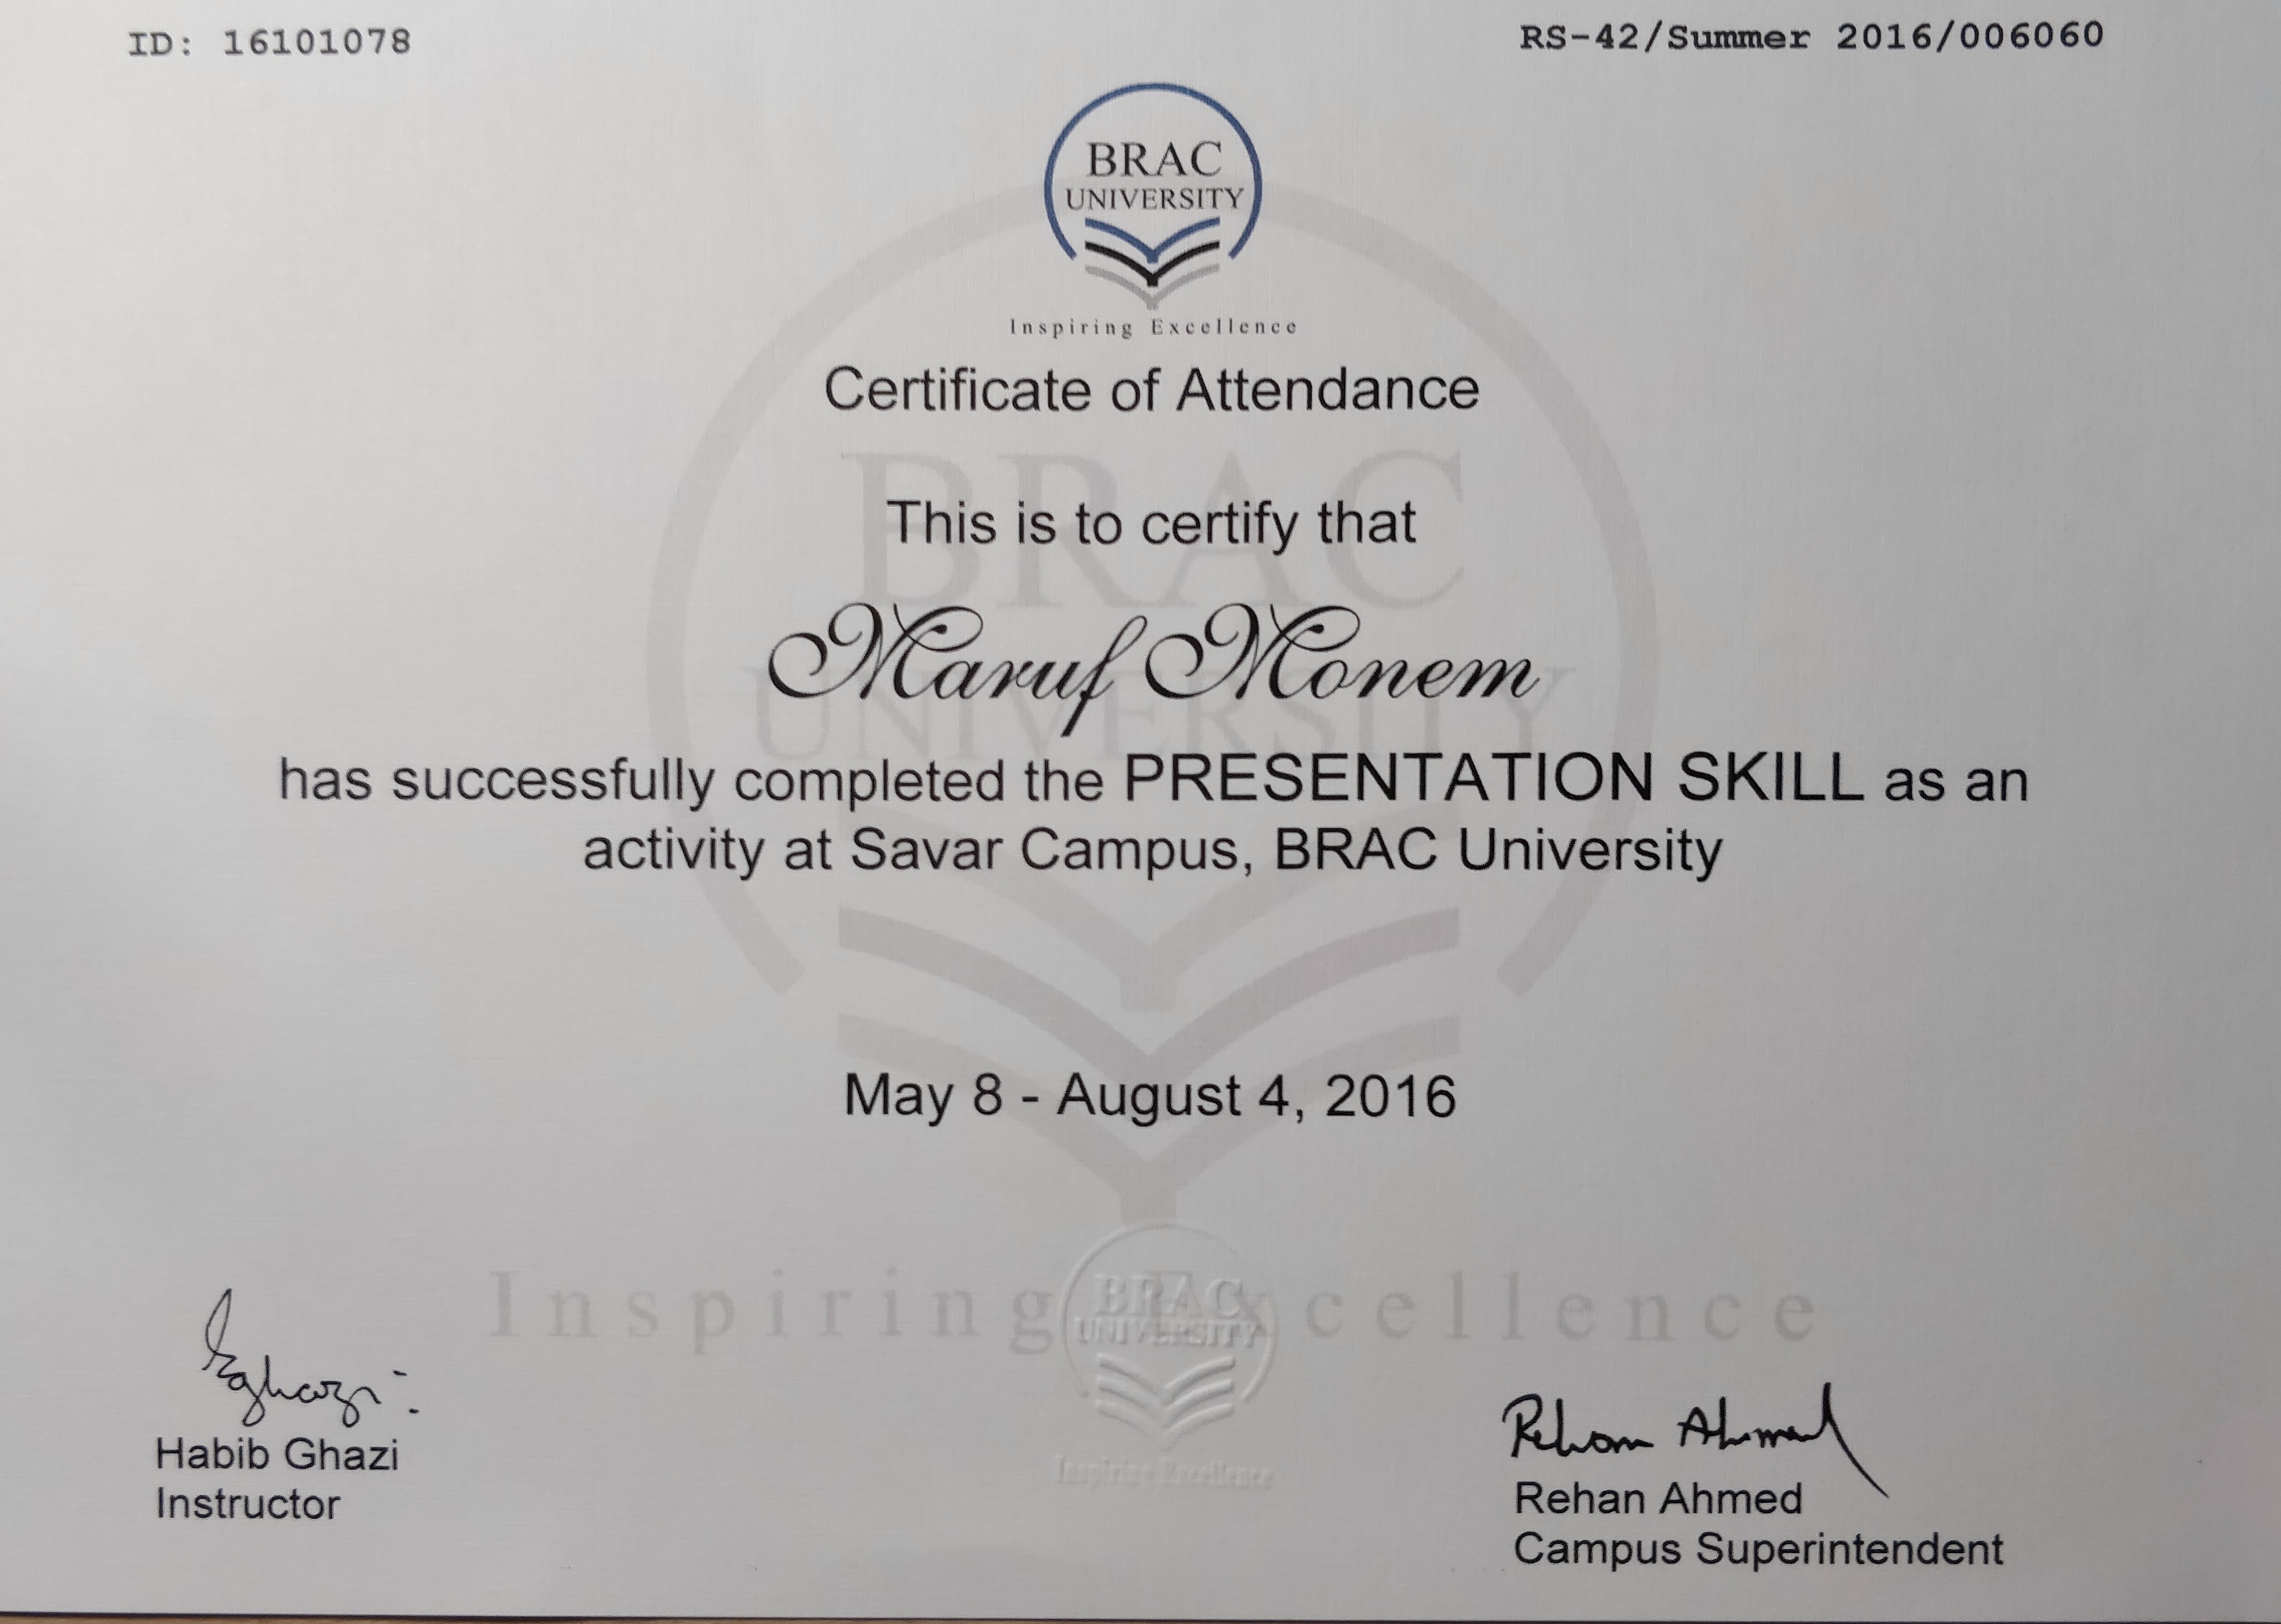 ID: 16101078
RS-42/Summer 2016/006060
BRAC
UNIVERSITY
Inspiring Excellence
Certificate of Attendance
This is to certify that
Maruf Monem
has successfully completed the PRESENTATION SKILL as an
activity at Savar Campus, BRAC University
May 8 - August 4, 2016
BRAC
UNIVERSITY
Inspiring Excellence
BRAC
UNIVERSITY
Inspiring Excellence
Habib Ghazi
Instructor
Rehan Ahmed
Rehan Ahmed
Campus Superintendent